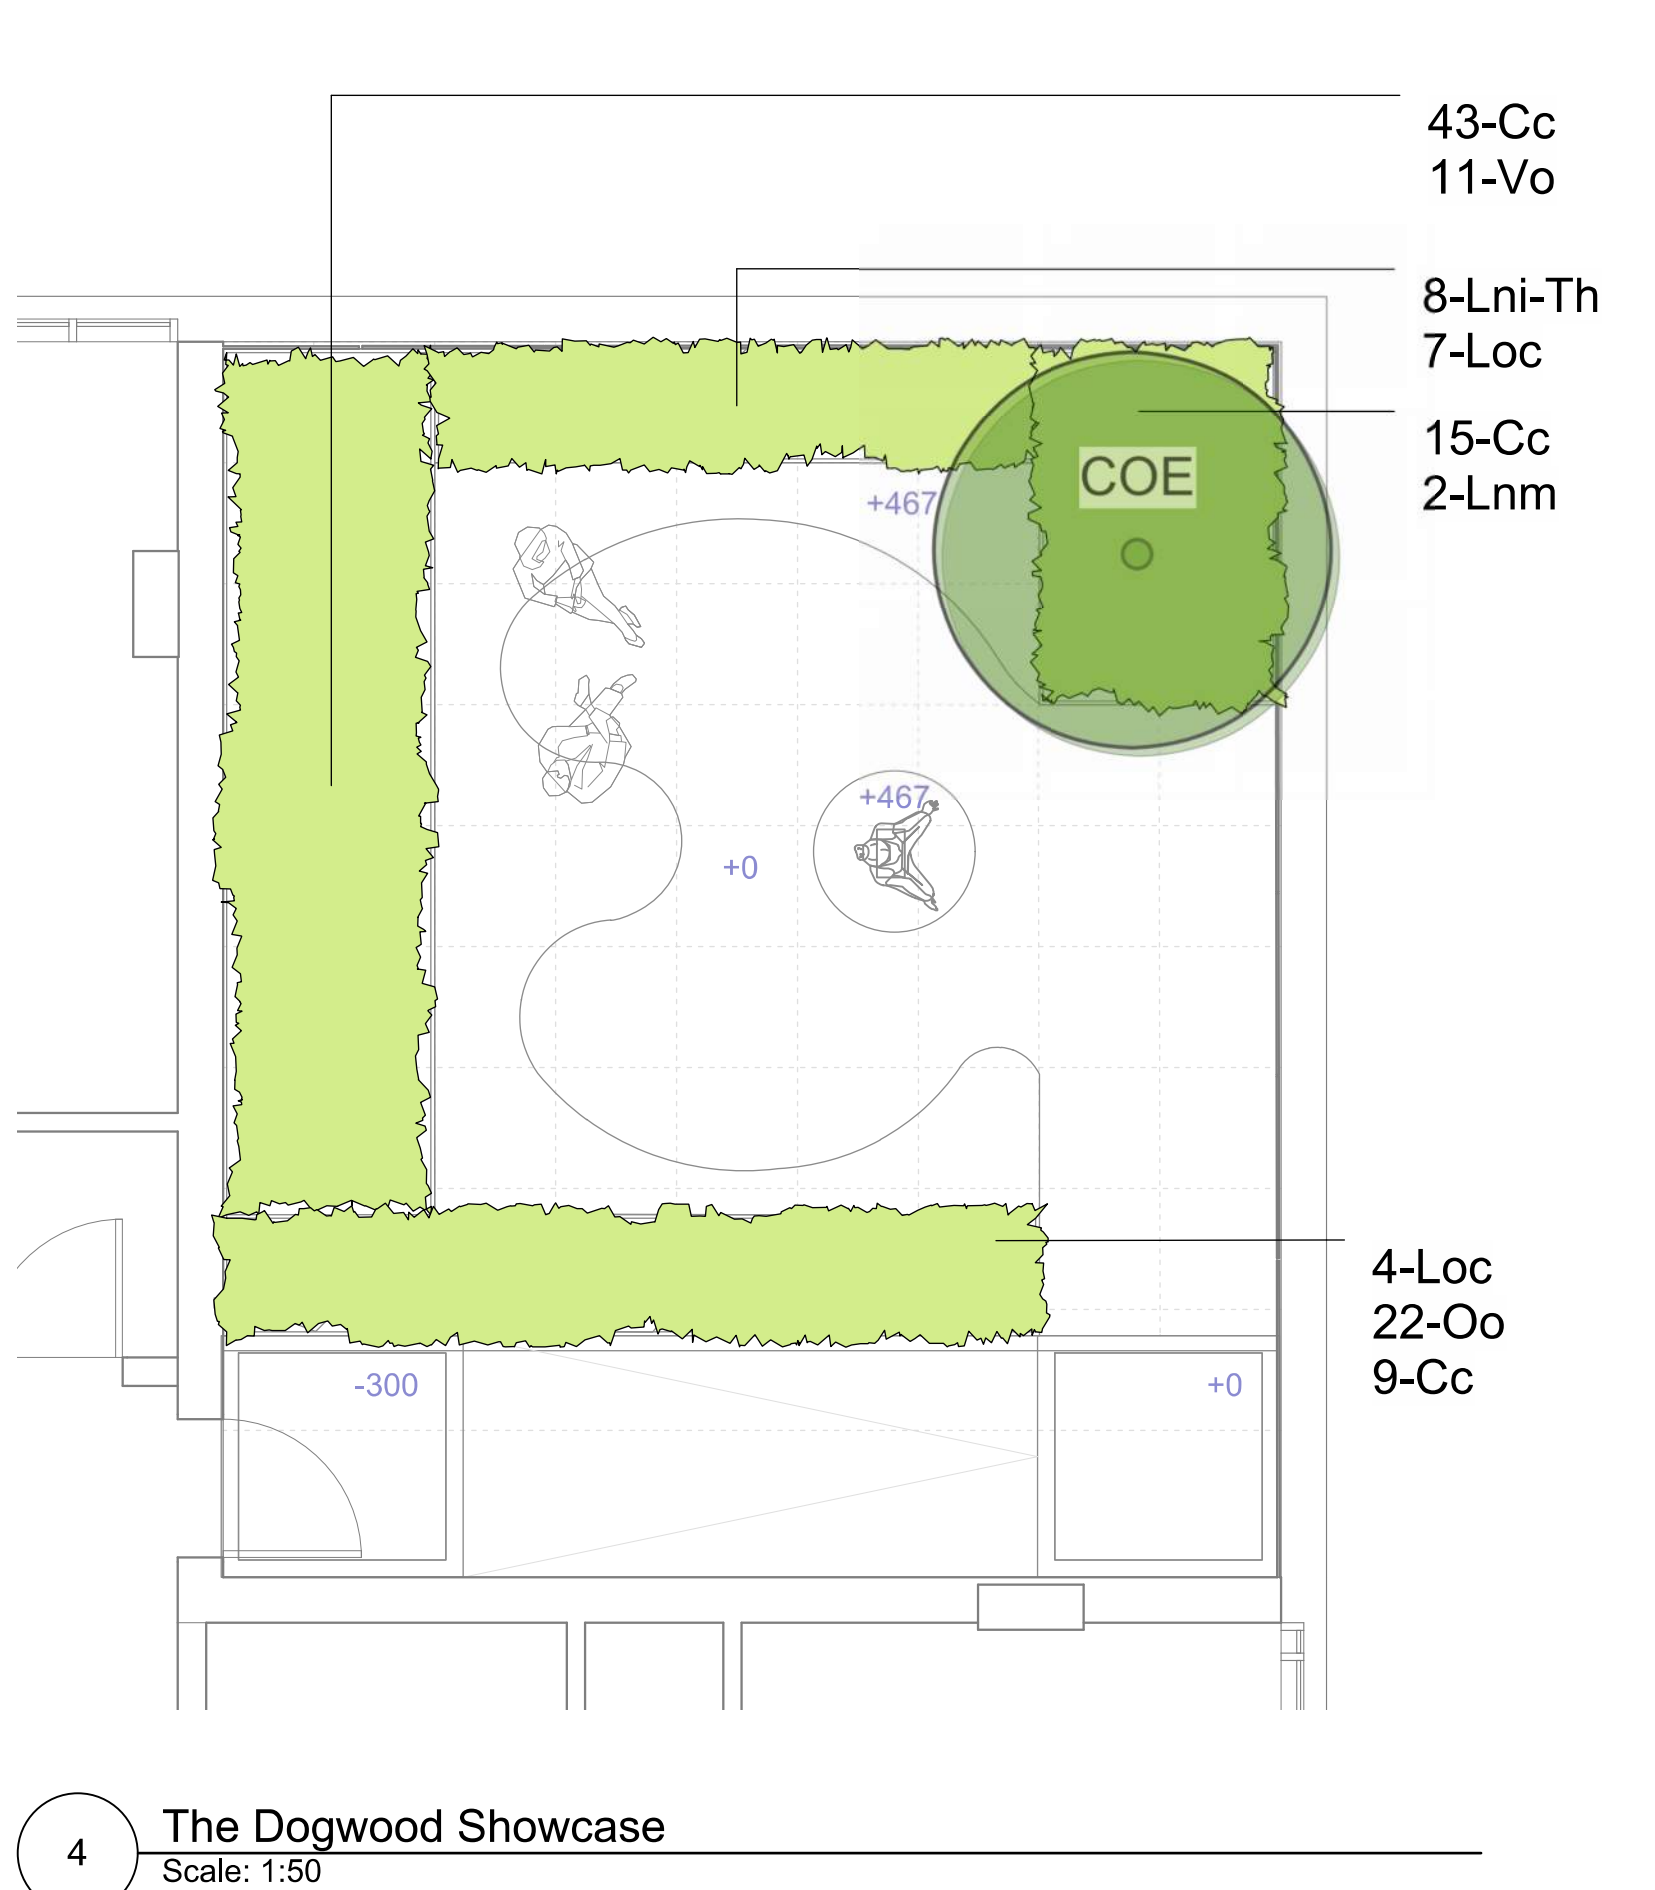 43-Cc
11-Vo
8-Lni-Th
7-Loc
15-Cc
2-Lnm
COE
+467
+467
+0
4-Loc
22-Oo
9-Cc
-300
+0
4
The Dogwood Showcase
Scale: 1:50